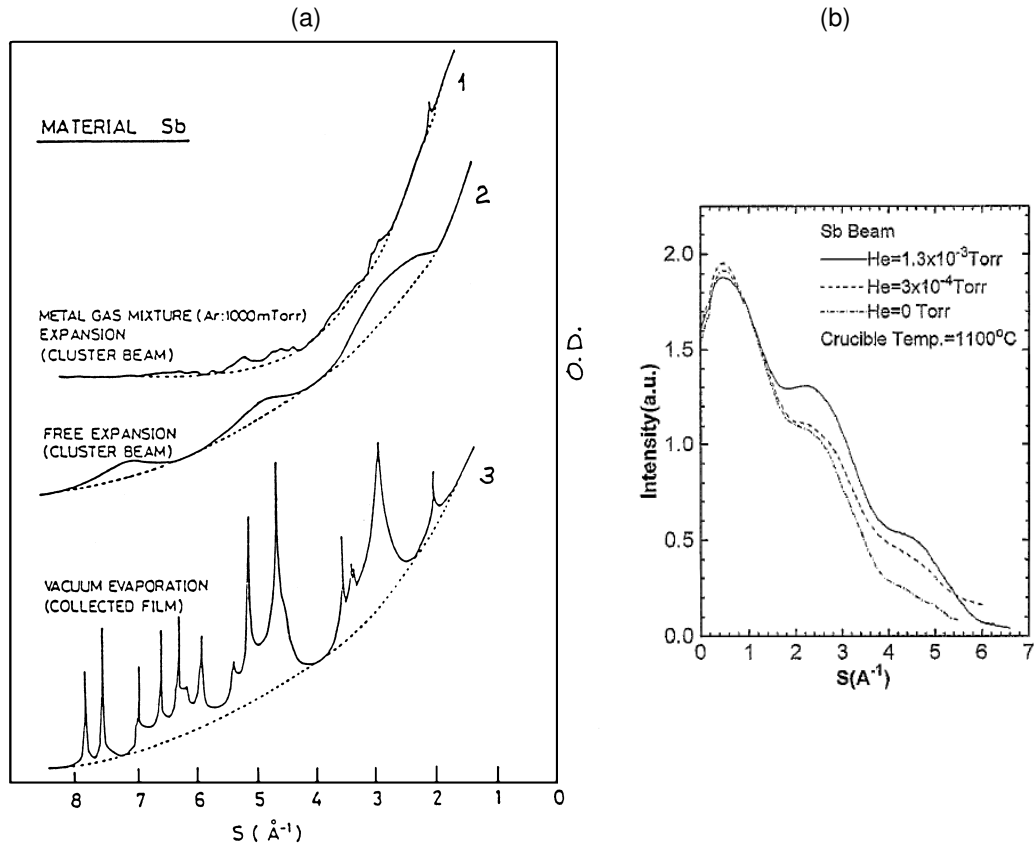 (a)
MATERIAL Sb
1
2
METAL GAS MIXTURE (Ar:1000mTorr)
EXPANSION
(CLUSTER BEAM)
FREE EXPANSION
(CLUSTER BEAM)
3
VACUUM EVAPORATION
(COLLECTED FILM)
8 7 6 5 4 3 2 1 0
S ( Å⁻¹)
O.D.
(b)
Sb Beam
He=1.3x10⁻³Torr
He=3x10⁻⁴Torr
He=0 Torr
Crucible Temp.=1100°C
Intensity(a.u.)
2.0
1.5
1.0
0.5
0.0
0 1 2 3 4 5 6 7
S(A⁻¹)